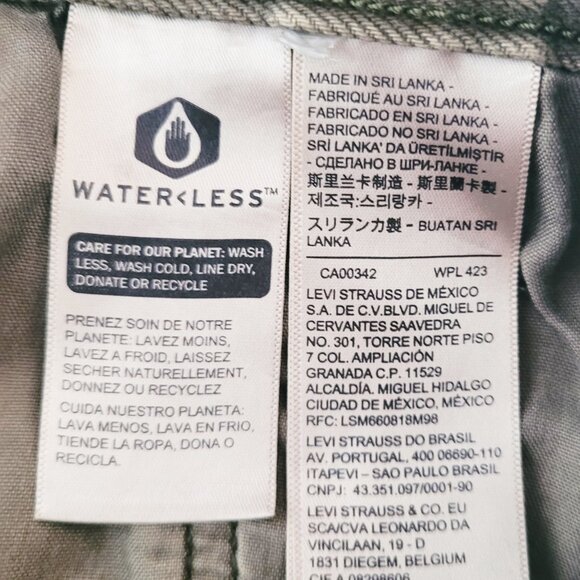 WATER<LESS™
CARE FOR OUR PLANET: WASH
LESS, WASH COLD, LINE DRY,
DONATE OR RECYCLE
PRENEZ SOIN DE NOTRE
PLANETE: LAVEZ MOINS,
LAVEZ A FROID, LAISSEZ
SECHER NATURELLEMENT,
DONNEZ OU RECYCLEZ
CUIDA NUESTRO PLANETA:
LAVA MENOS, LAVA EN FRIO,
TIENDE LA ROPA, DONA O
RECICLA.
MADE IN SRI LANKA -
FABRIQUÉ AU SRI LANKA -
FABRICADO EN SRI LANKA -
FABRICADO NO SRI LANKA -
SRİ LANKA' DA ÜRETİLMİŞTİR
- СДЕЛАНО В ШРИ-ЛАНКЕ -
斯里兰卡制造 - 斯里蘭卡製 -
제조국: 스리랑카 -
スリランカ製 - BUATAN SRI
LANKA
CA00342 WPL 423
LEVI STRAUSS DE MÉXICO
S.A. DE C.V.BLVD. MIGUEL DE
CERVANTES SAAVEDRA
NO. 301, TORRE NORTE PISO
7 COL. AMPLIACIÓN
GRANADA C.P. 11529
ALCALDÍA. MIGUEL HIDALGO
CIUDAD DE MÉXICO, MÉXICO
RFC: LSM660818M98
LEVI STRAUSS DO BRASIL
AV. PORTUGAL, 400 06690-110
ITAPEVI – SAO PAULO BRASIL
CNPJ: 43.351.097/0001-90
LEVI STRAUSS & CO. EU
SCA/CVA LEONARDO DA
VINCILAAN, 19 - D
1831 DIEGEM, BELGIUM
CIF A 08298606